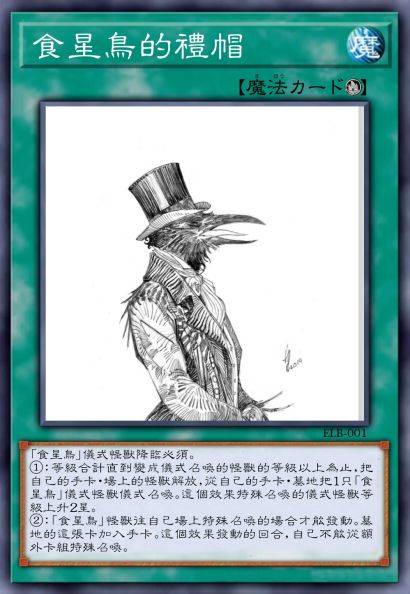 食星鳥的禮帽
魔
【魔法カード】
ELB-001
「食星鳥」儀式怪獸降臨必須。
①:等級合計直到變成儀式召喚的怪獸的等級以上為止,把
自己的手卡・場上的怪獸解放,從自己的手卡・墓地把1只「食
星鳥」儀式怪獸儀式召喚。這個效果特殊召喚的儀式怪獸等
級上升2星。
②:「食星鳥」怪獸往自己場上特殊召喚的場合才能發動。墓
地的這張卡加入手卡。這個效果發動的回合,自己不能從額
外卡組特殊召喚。